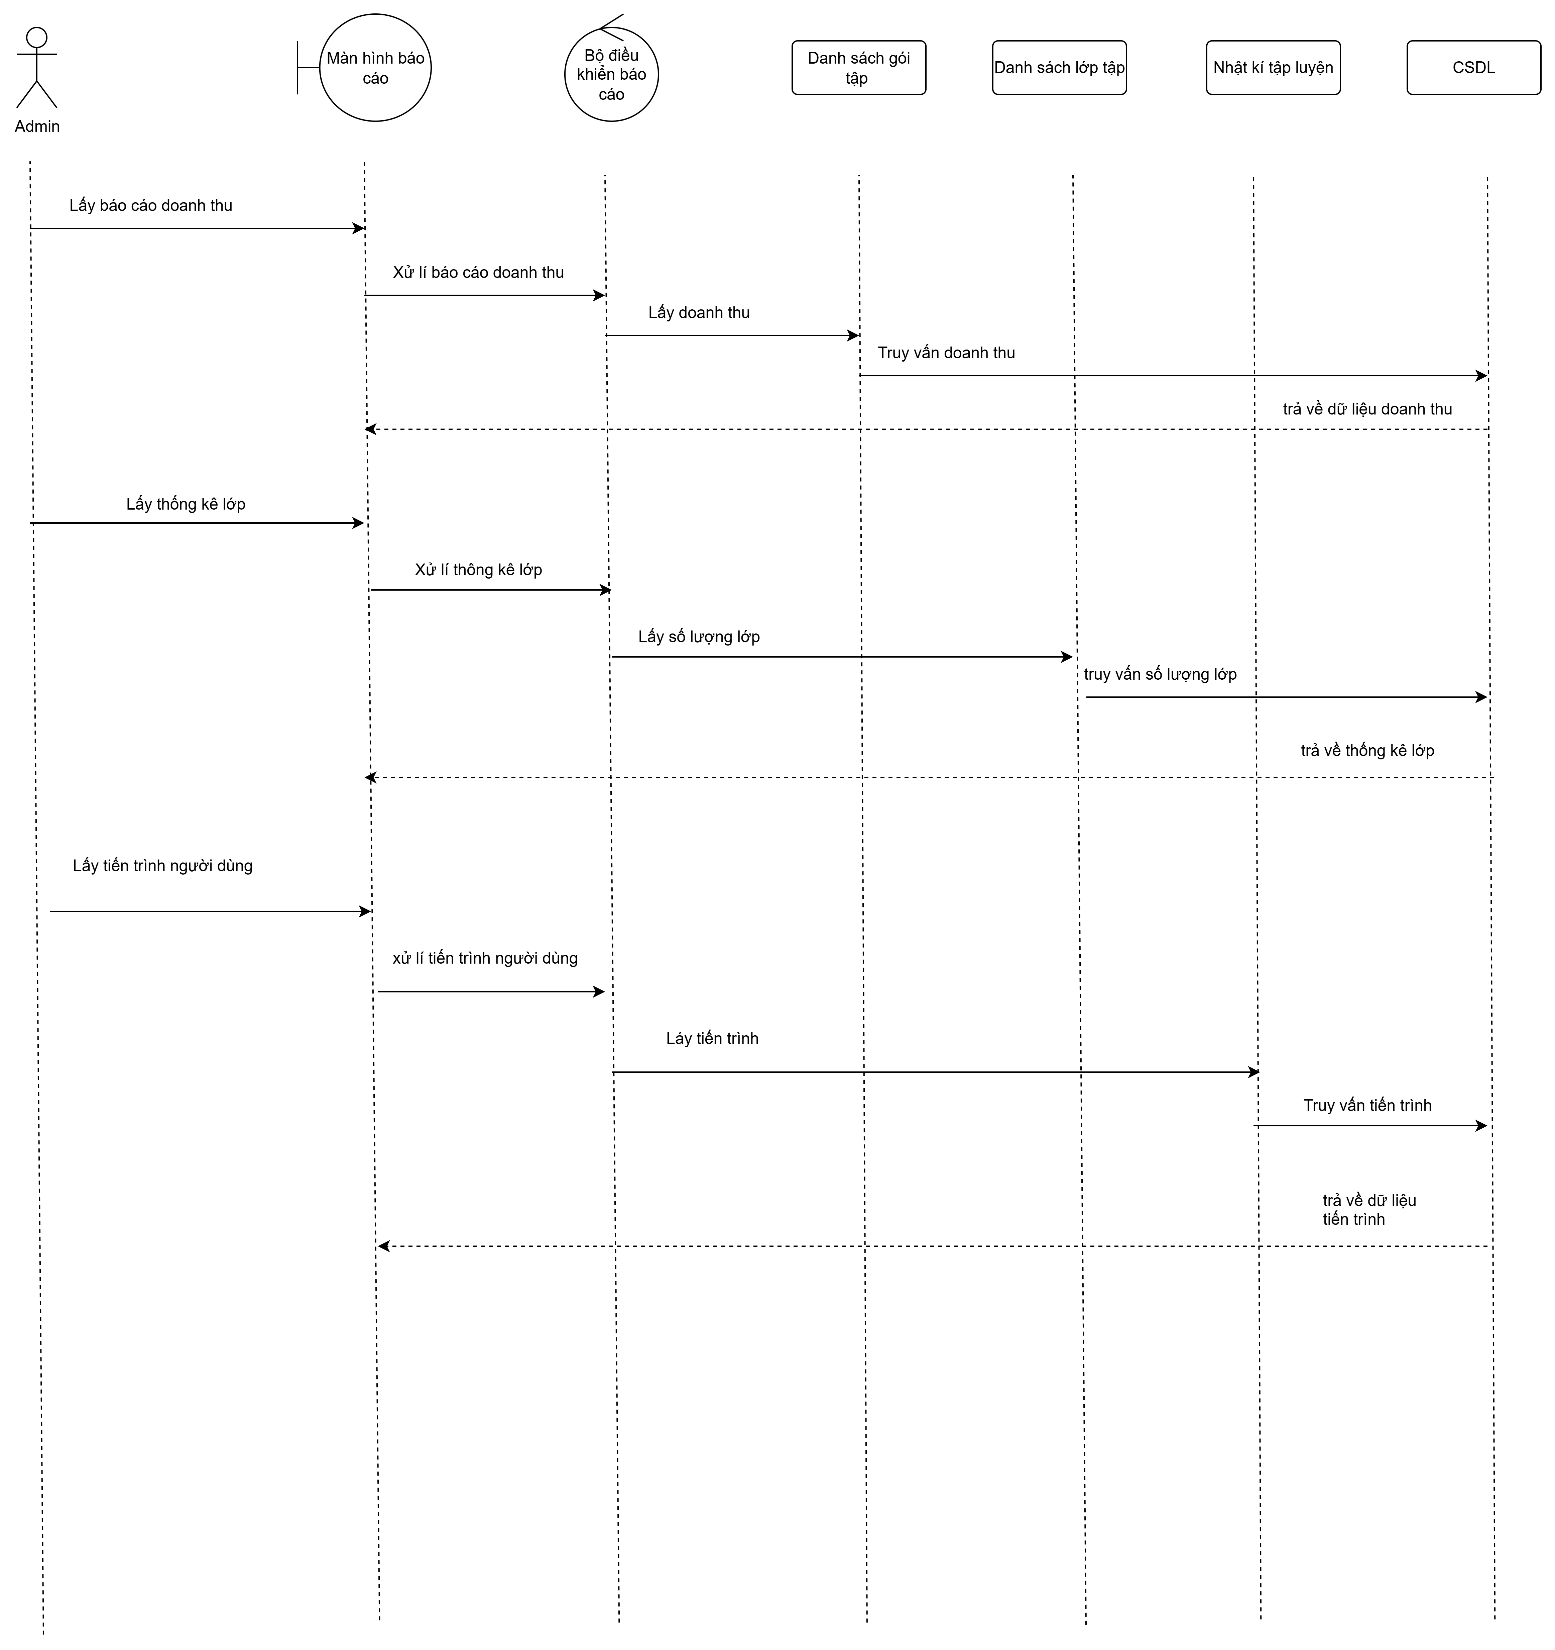 Admin
Màn hình báo
cáo
Bộ điều
khiển báo
cáo
Danh sách gói
tập
Danh sách lớp tập
Nhật kí tập luyện
CSDL
Lấy báo cáo doanh thu
Xử lí báo cáo doanh thu
Lấy doanh thu
Truy vấn doanh thu
trả về dữ liệu doanh thu
Lấy thống kê lớp
Xử lí thông kê lớp
Lấy số lượng lớp
truy vấn số lượng lớp
trả về thống kê lớp
Lấy tiến trình người dùng
xử lí tiến trình người dùng
Láy tiến trình
Truy vấn tiến trình
trả về dữ liệu
tiến trình